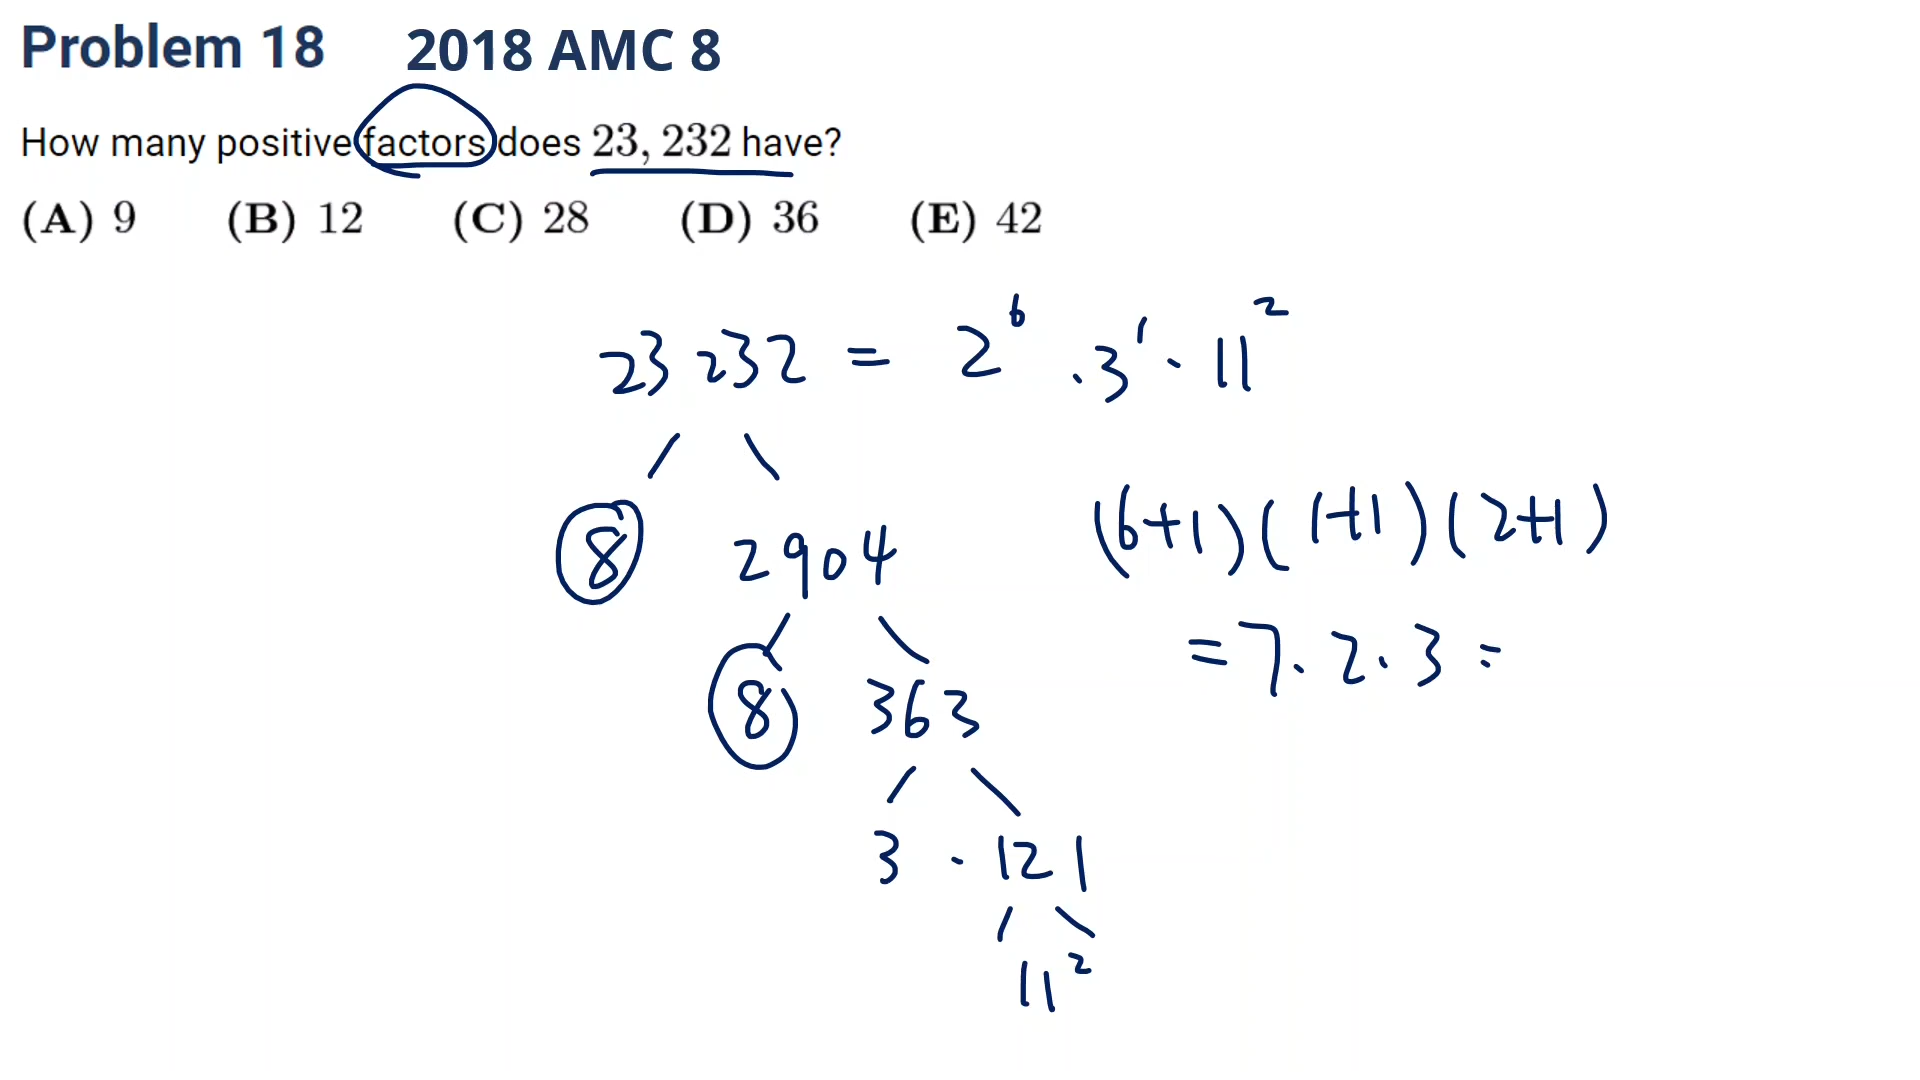 Problem 18 2018 AMC 8
How many positive factors does 23, 232 have?
(A) 9 (B) 12 (C) 28 (D) 36 (E) 42
23 232 = 2^6 · 3^1 · 11^2
8 2904
(6+1)(1+1)(2+1)
= 7 · 2 · 3 =
8 363
3 · 121
11^2